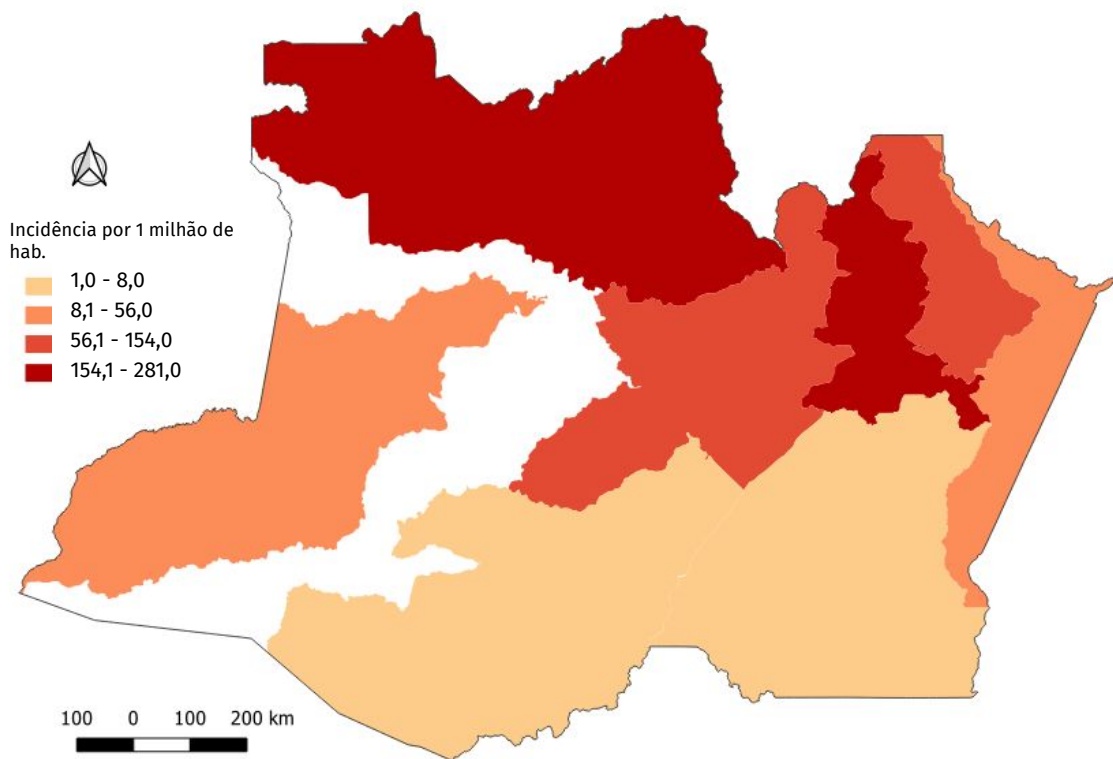 Incidência por 1 milhão de
hab.
1,0 - 8,0
8,1 - 56,0
56,1 - 154,0
154,1 - 281,0
100 0 100 200 km